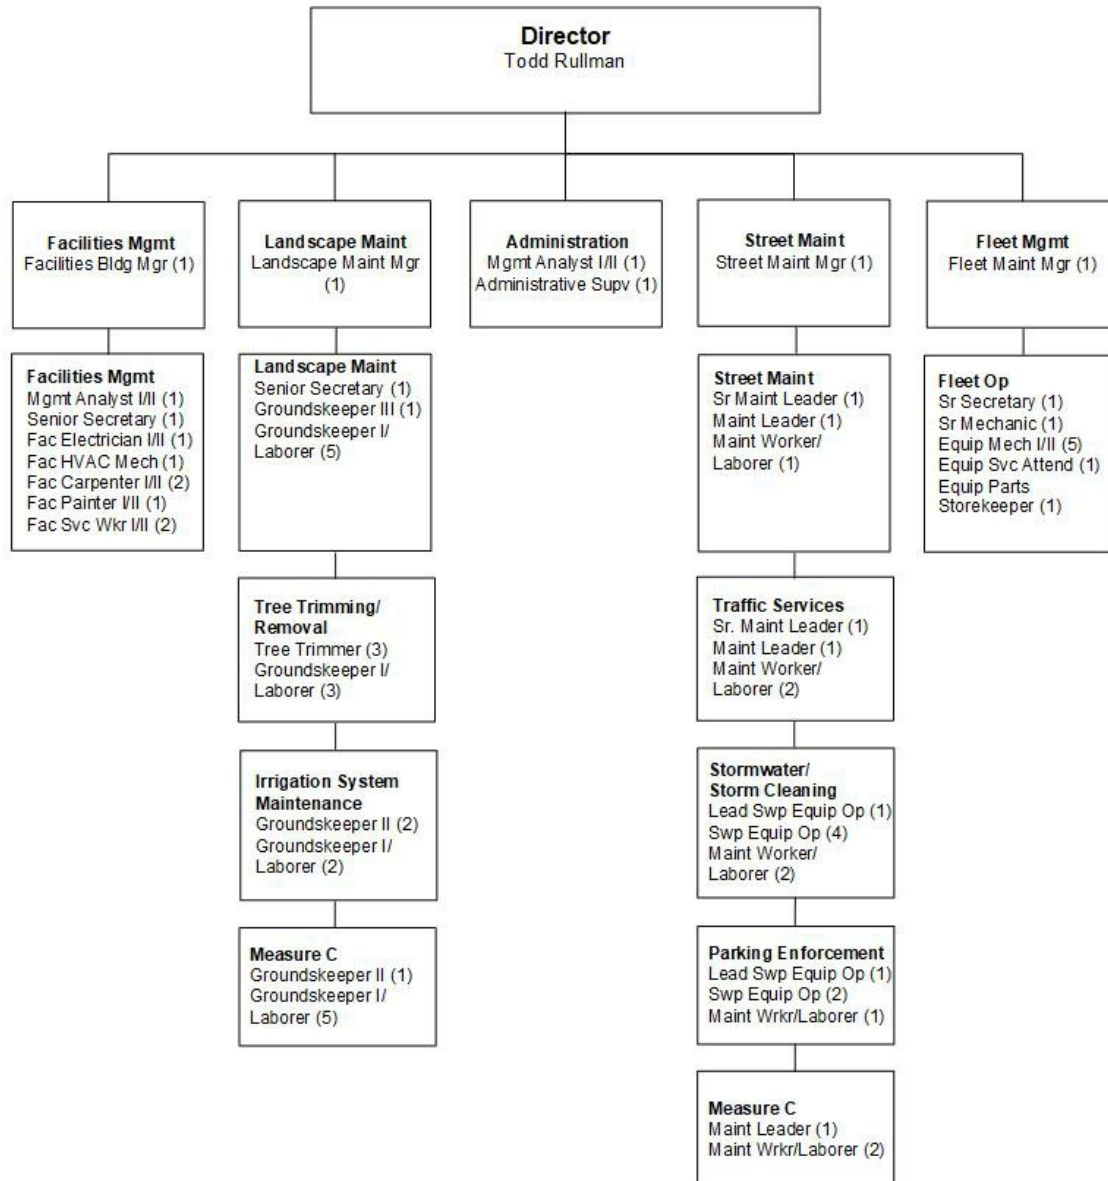 Director
Todd Rullman
Facilities Mgmt
Facilities Bldg Mgr (1)
Landscape Maint
Landscape Maint Mgr
(1)
Administration
Mgmt Analyst I/II (1)
Administrative Supv (1)
Street Maint
Street Maint Mgr (1)
Fleet Mgmt
Fleet Maint Mgr (1)
Facilities Mgmt
Mgmt Analyst I/II (1)
Senior Secretary (1)
Fac Electrician I/II (1)
Fac HVAC Mech (1)
Fac Carpenter I/II (2)
Fac Painter I/II (1)
Fac Svc Wkr I/II (2)
Landscape Maint
Senior Secretary (1)
Groundskeeper III (1)
Groundskeeper I/
Laborer (5)
Street Maint
Sr Maint Leader (1)
Maint Leader (1)
Maint Worker/
Laborer (1)
Fleet Op
Sr Secretary (1)
Sr Mechanic (1)
Equip Mech I/II (5)
Equip Svc Attend (1)
Equip Parts
Storekeeper (1)
Tree Trimming/
Removal
Tree Trimmer (3)
Groundskeeper I/
Laborer (3)
Traffic Services
Sr. Maint Leader (1)
Maint Leader (1)
Maint Worker/
Laborer (2)
Irrigation System
Maintenance
Groundskeeper II (2)
Groundskeeper I/
Laborer (2)
Stormwater/
Storm Cleaning
Lead Swp Equip Op (1)
Swp Equip Op (4)
Maint Worker/
Laborer (2)
Measure C
Groundskeeper II (1)
Groundskeeper I/
Laborer (5)
Parking Enforcement
Lead Swp Equip Op (1)
Swp Equip Op (2)
Maint Wrkr/Laborer (1)
Measure C
Maint Leader (1)
Maint Wrkr/Laborer (2)